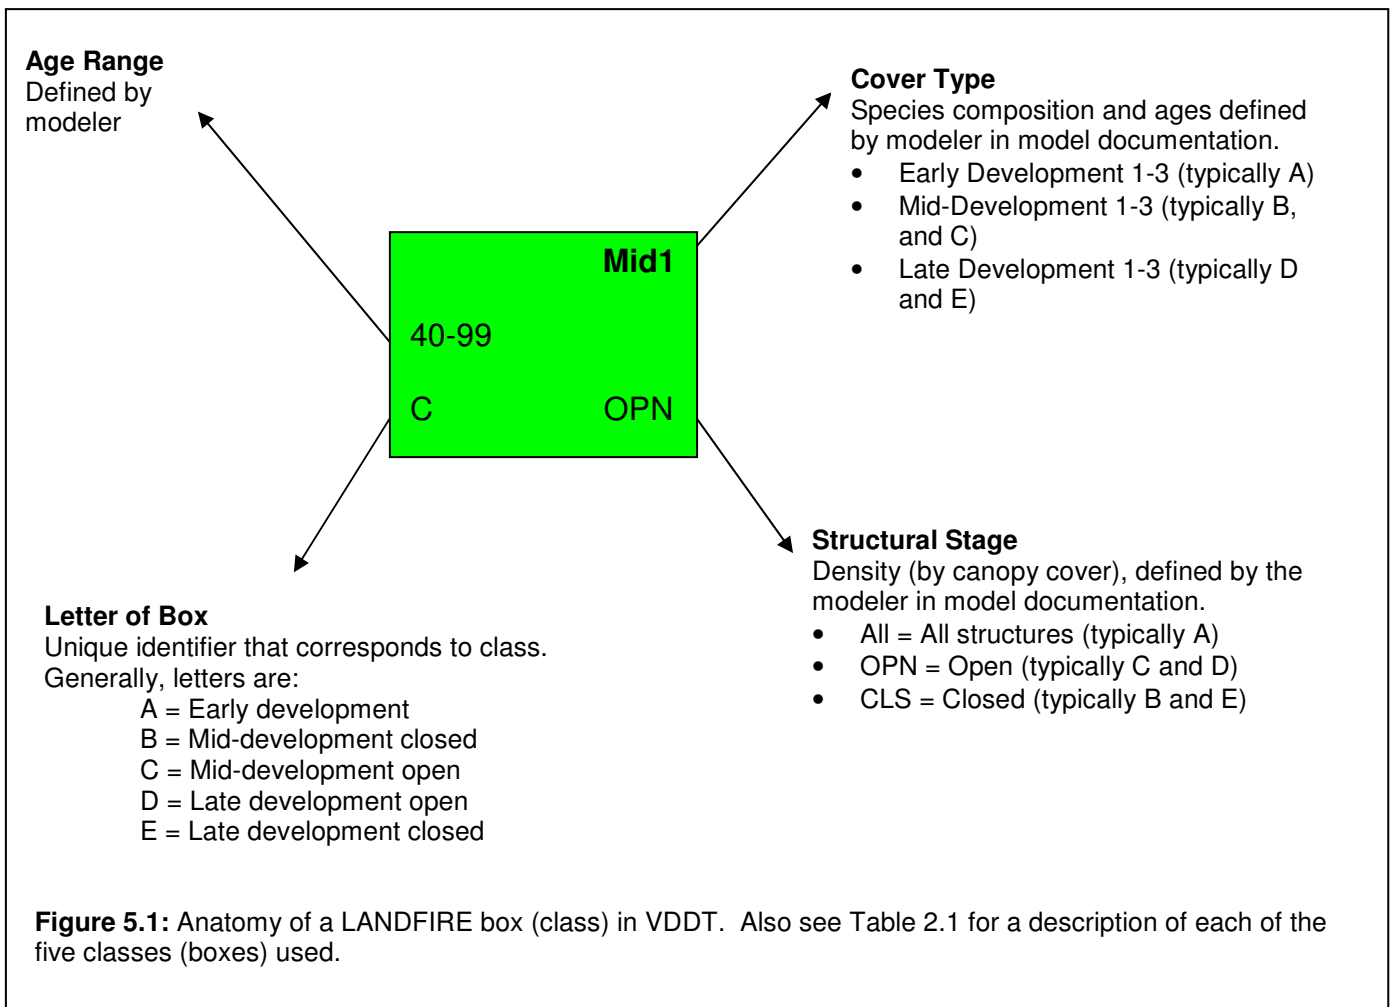 Age Range
Defined by
modeler
Cover Type
Species composition and ages defined
by modeler in model documentation.
• Early Development 1-3 (typically A)
• Mid-Development 1-3 (typically B,
and C)
• Late Development 1-3 (typically D
and E)
Mid1
40-99
C OPN
Structural Stage
Density (by canopy cover), defined by the
modeler in model documentation.
• All = All structures (typically A)
• OPN = Open (typically C and D)
• CLS = Closed (typically B and E)
Letter of Box
Unique identifier that corresponds to class.
Generally, letters are:
A = Early development
B = Mid-development closed
C = Mid-development open
D = Late development open
E = Late development closed
Figure 5.1: Anatomy of a LANDFIRE box (class) in VDDT. Also see Table 2.1 for a description of each of the
five classes (boxes) used.